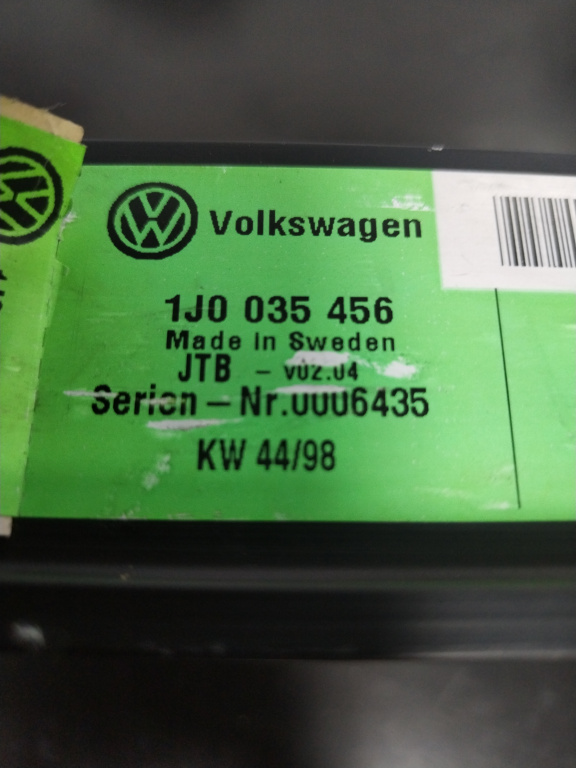 Volkswagen
1J0 035 456
Made In Sweden
JTB - v02.04
Serien - Nr.0006435
KW 44/98